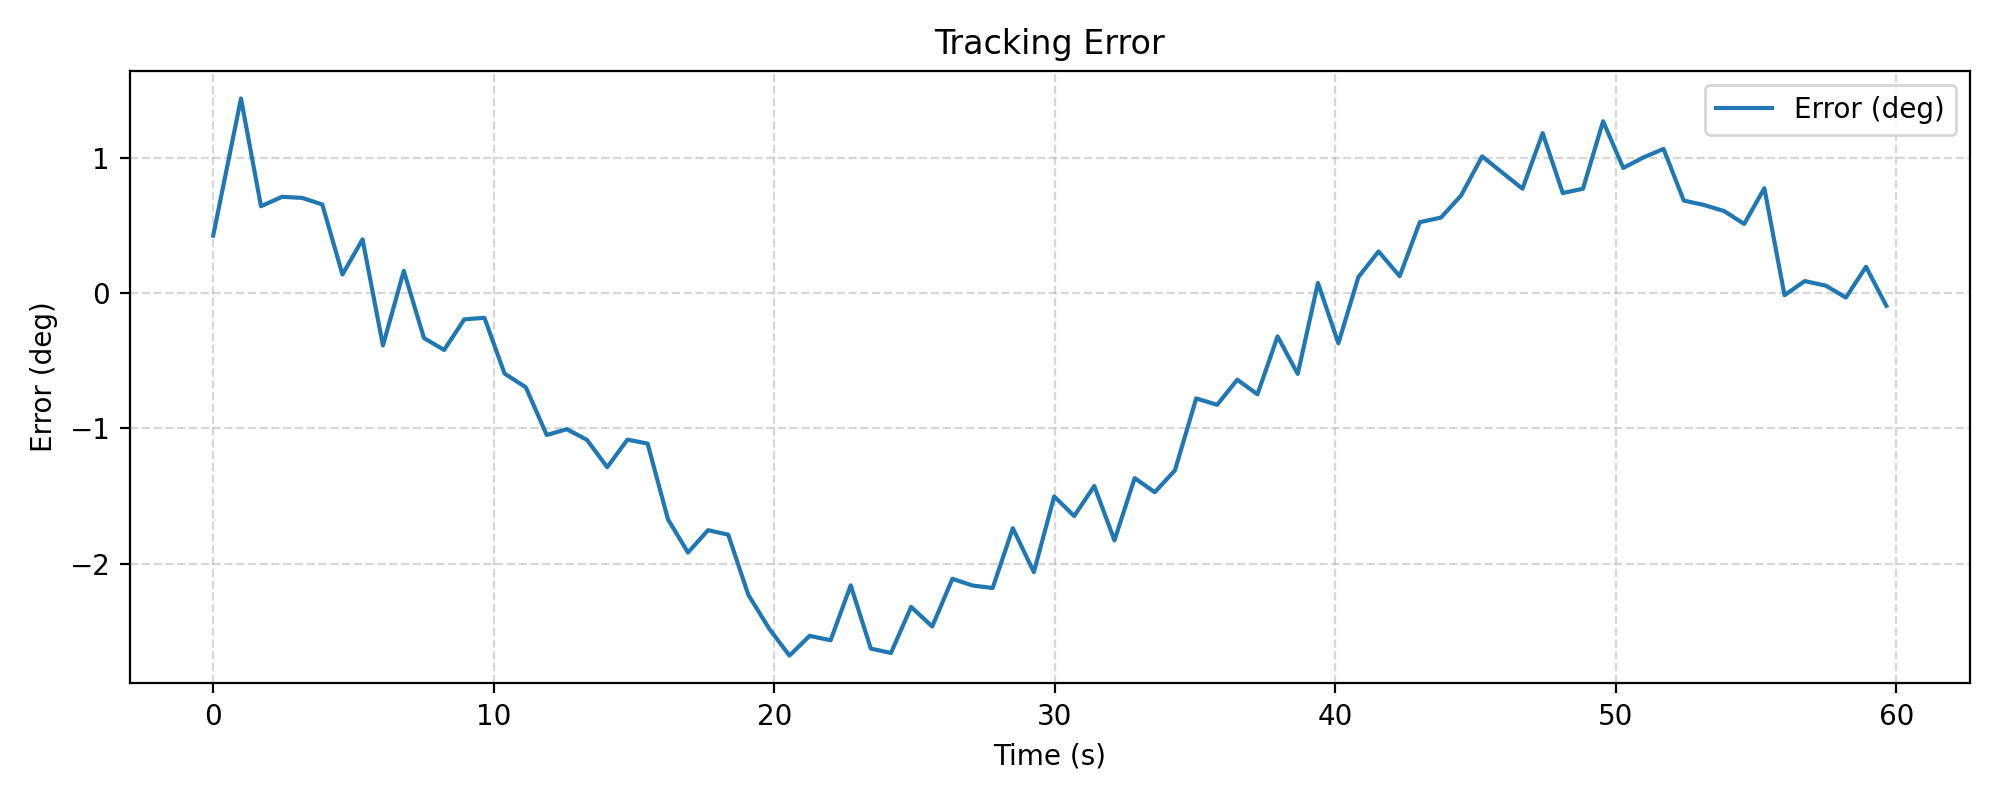 Tracking Error
Error (deg)
1
0
−1
−2
Error (deg)
0 10 20 30 40 50 60
Time (s)